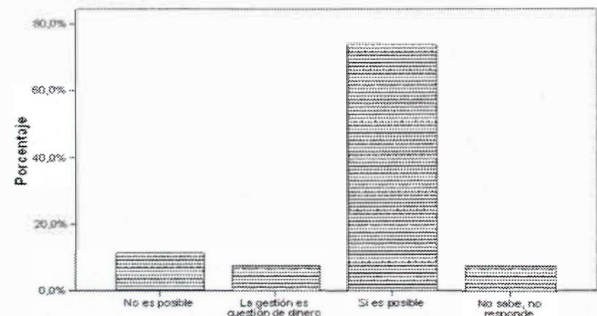 80,0%
60,0%
40,0%
20,0%
0,0%
Porcentaje
No es posible
La gestión es
cuestión de dinero
Si es posible
No sabe, no
responde